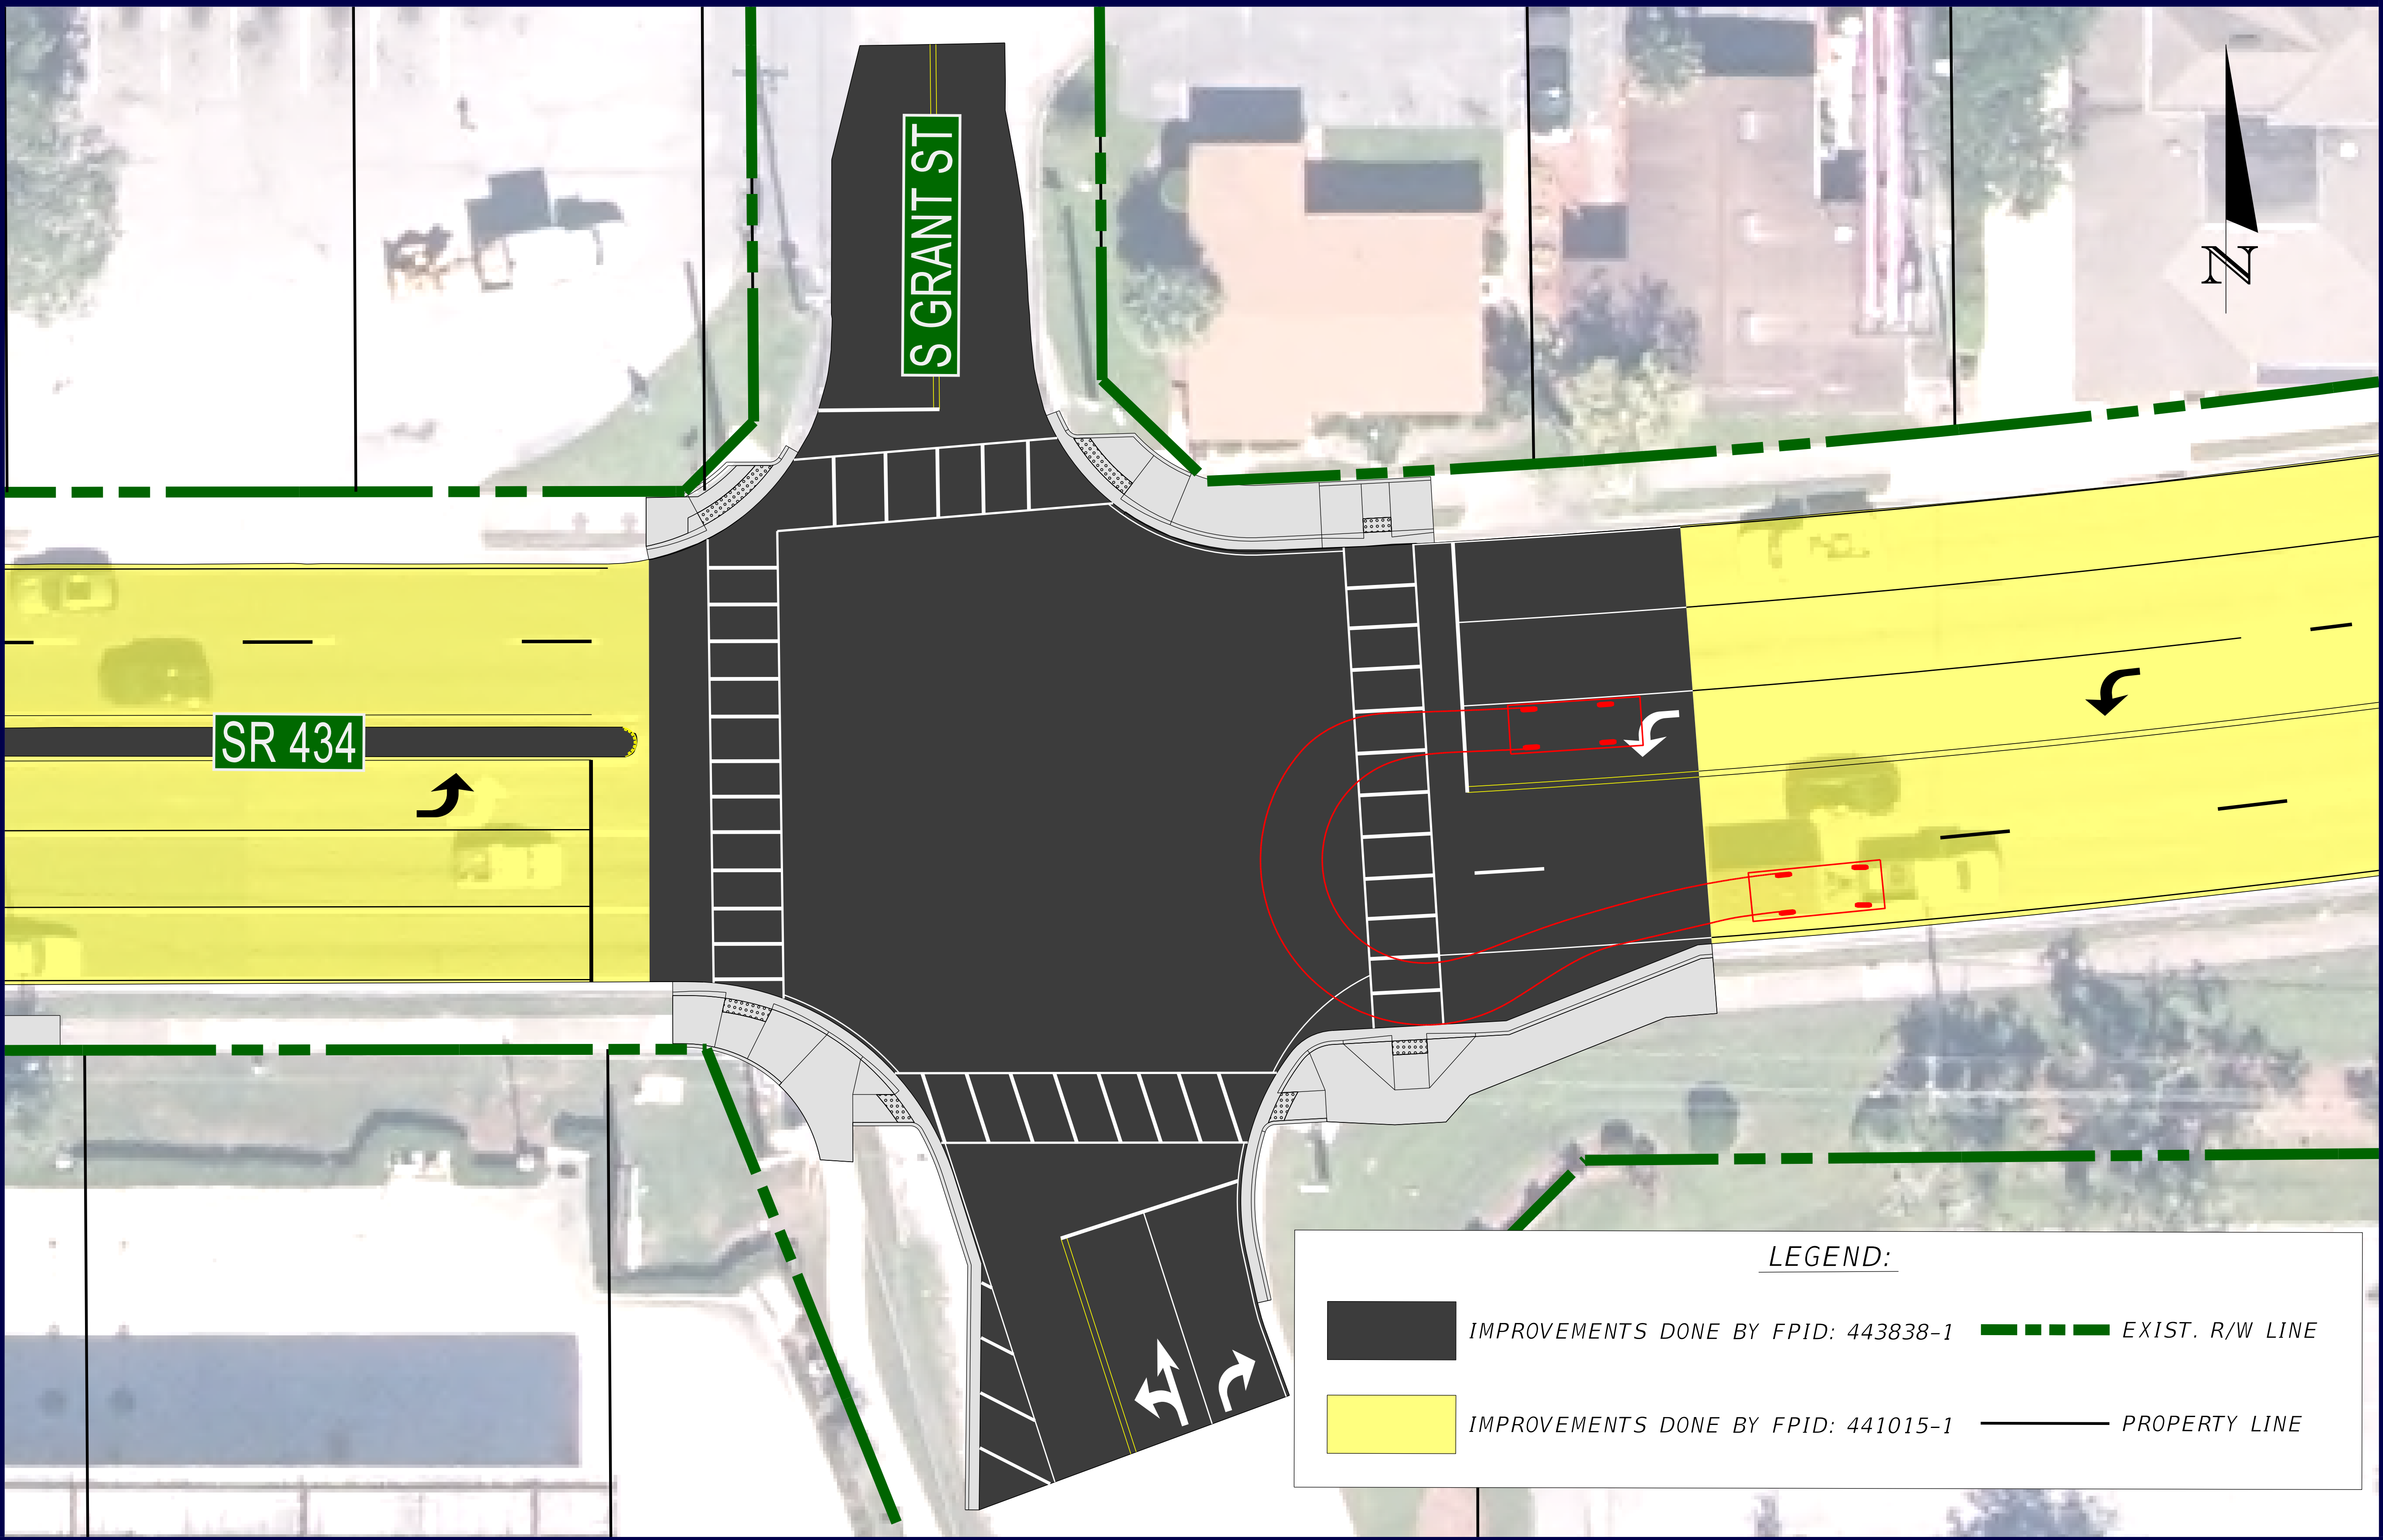 S GRANT ST
N
SR 434
LEGEND:
IMPROVEMENTS DONE BY FPID: 443838-1
EXIST. R/W LINE
IMPROVEMENTS DONE BY FPID: 441015-1
PROPERTY LINE